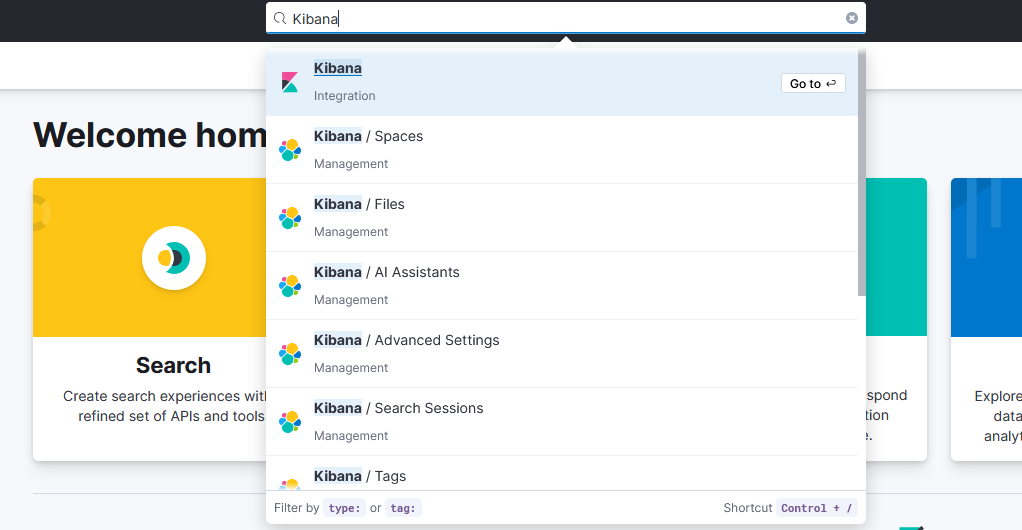 Kibana
Kibana
Integration
Go to
Kibana / Spaces
Management
Kibana / Files
Management
Kibana / AI Assistants
Management
Kibana / Advanced Settings
Management
Kibana / Search Sessions
Management
Kibana / Tags
Filter by type: or tag:
Shortcut Control + /
Welcome hom
Search
Create search experiences with
refined set of APIs and tools
spond
tion
e.
Explore
data
analyt